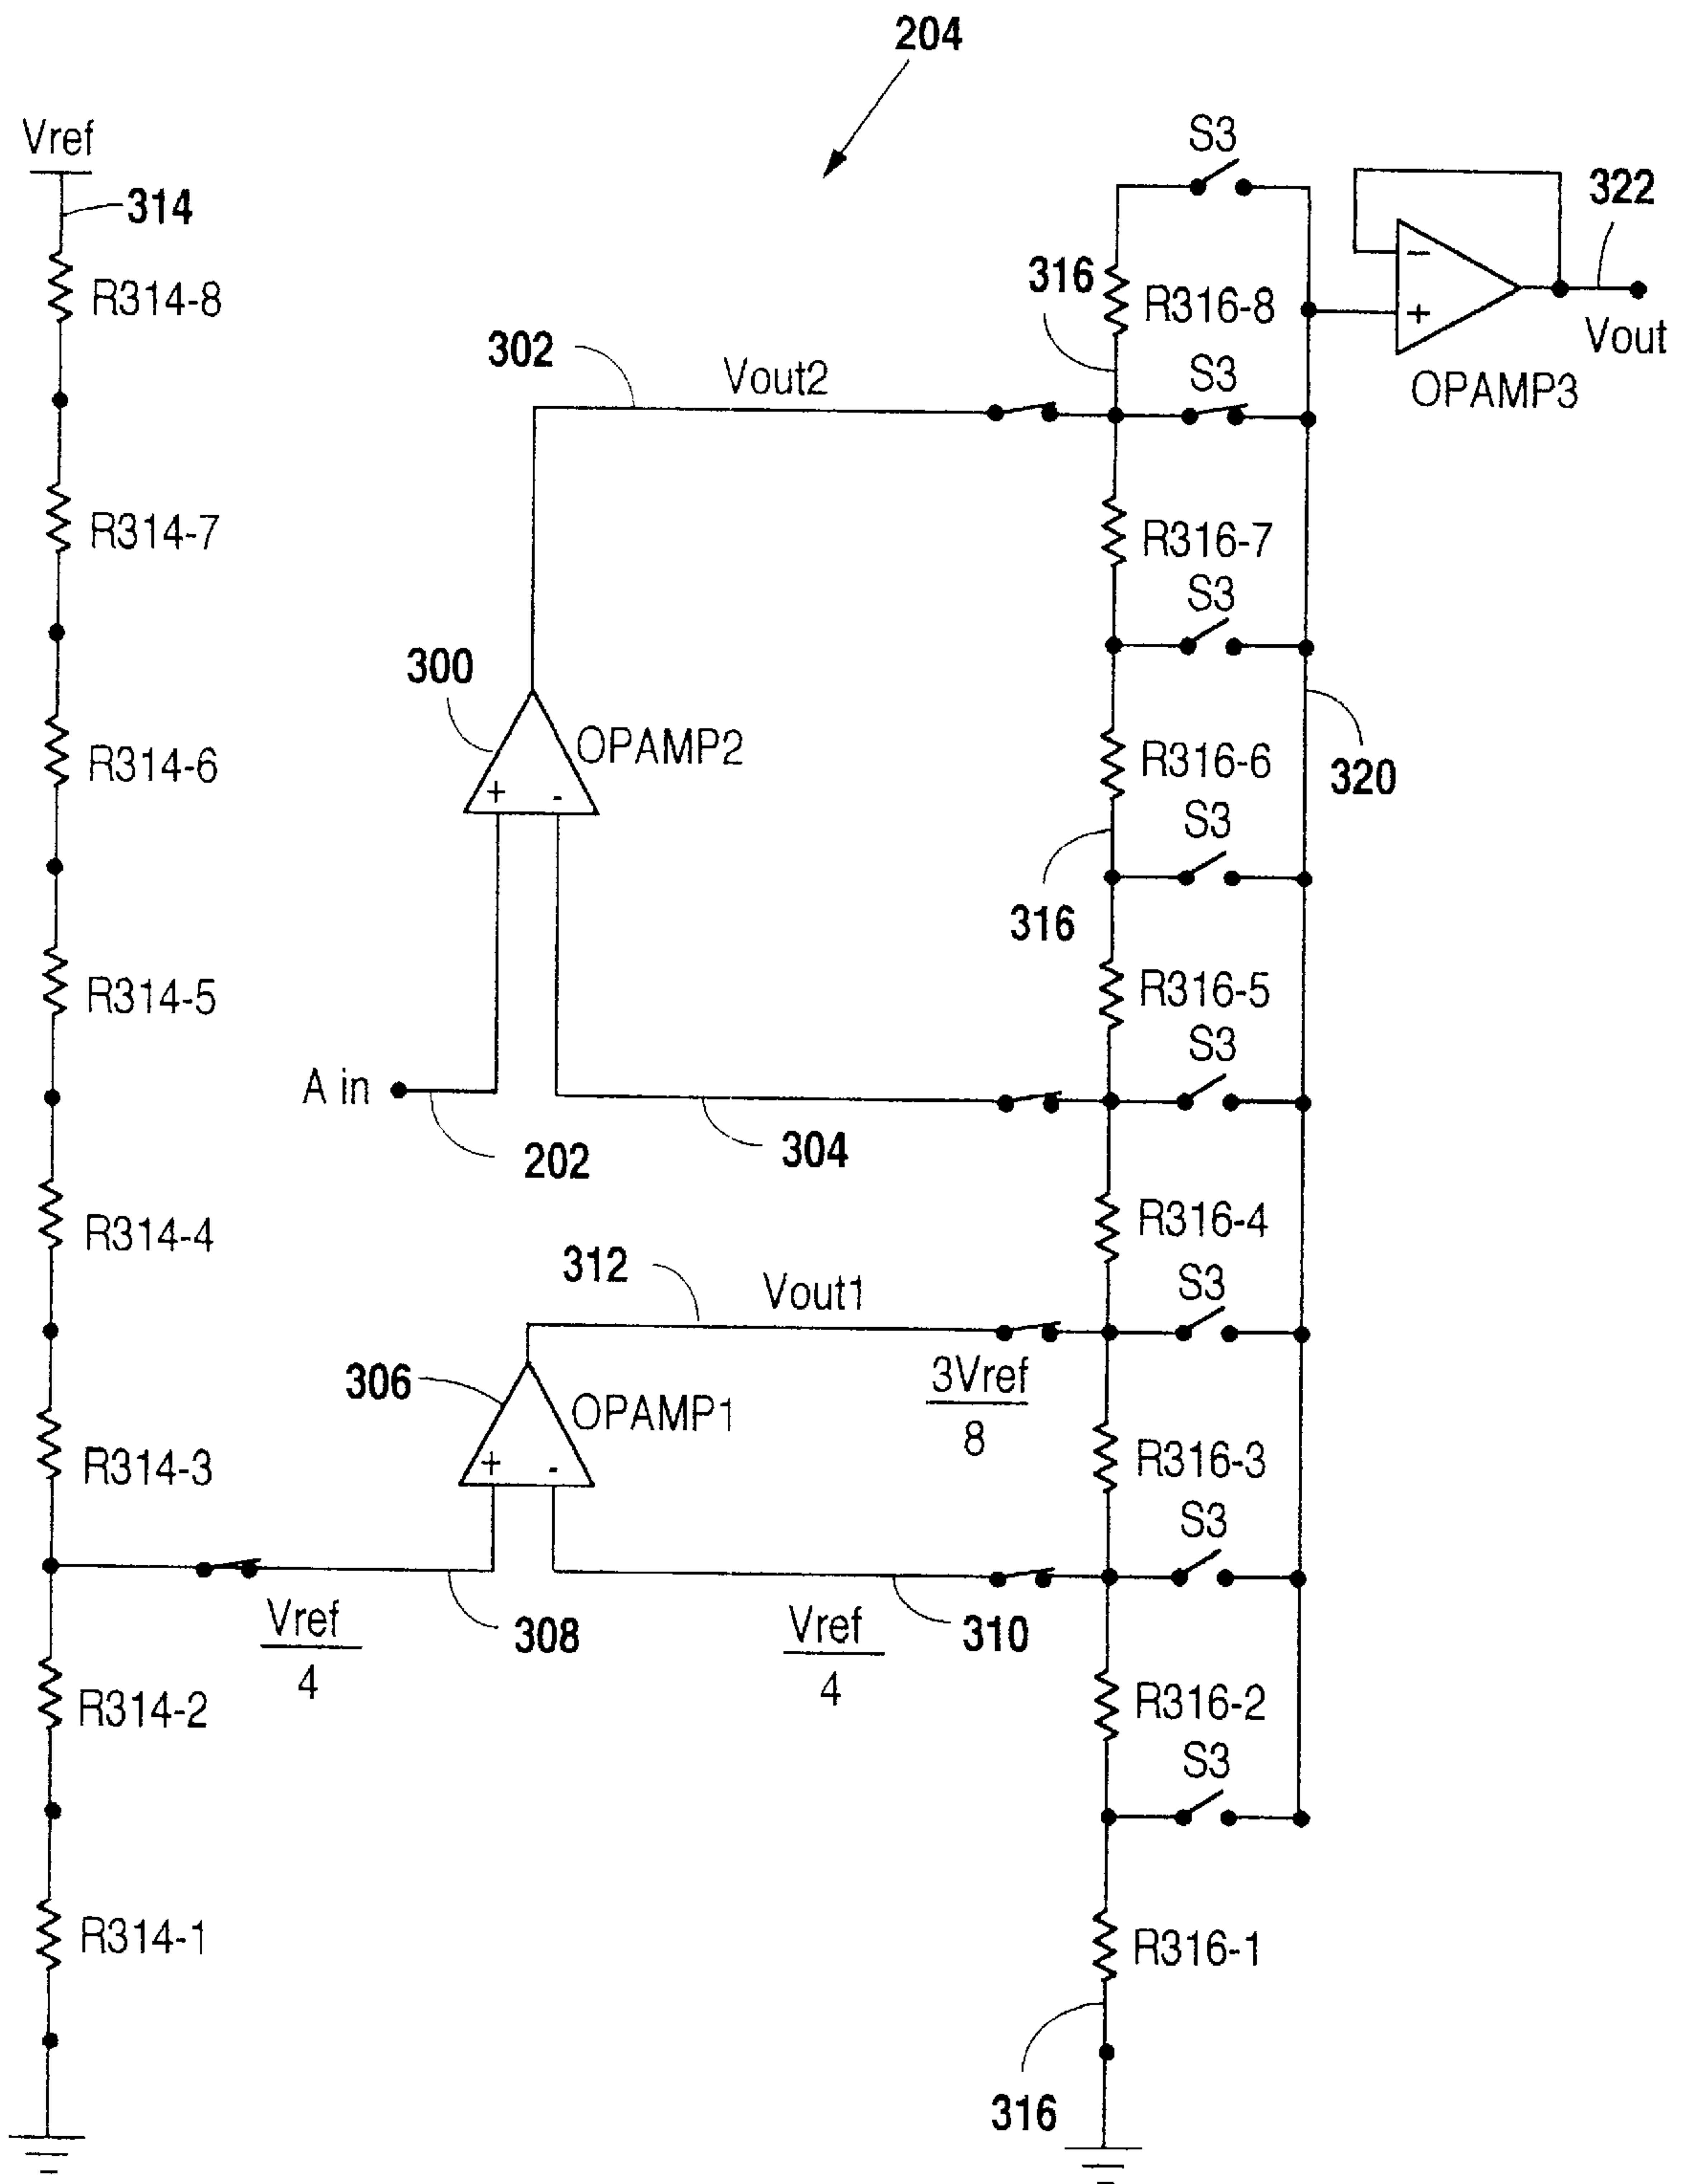 204
Vref
S3
314
322
316
R314-8
R316-8
−
+
Vout
302
Vout2
S3
OPAMP3
R314-7
R316-7
S3
300
OPAMP2
R314-6
R316-6
320
+ -
S3
316
R314-5
R316-5
S3
A in
202
304
R314-4
R316-4
312
Vout1
S3
306
3Vref
8
OPAMP1
R314-3
+ -
R316-3
S3
Vref
4
308
Vref
4
310
R314-2
R316-2
S3
R314-1
R316-1
316